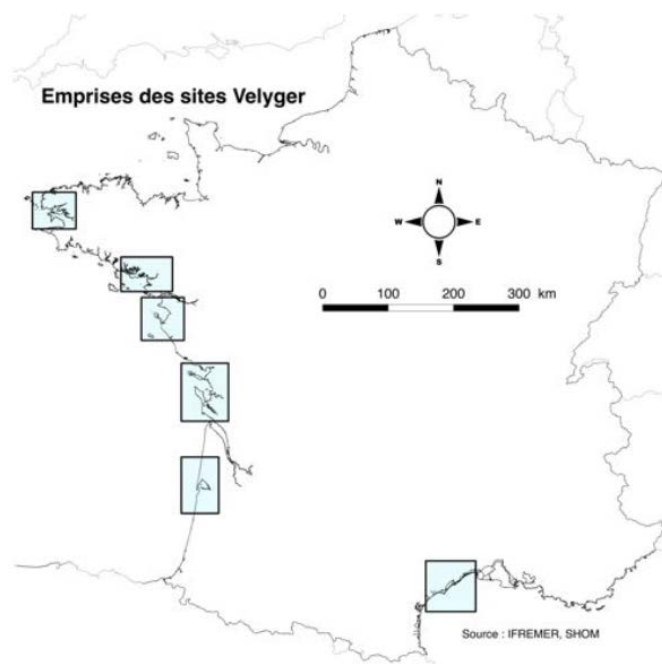 Emprises des sites Velyger
N
W E
S
0 100 200 300 km
Source : IFREMER, SHOM